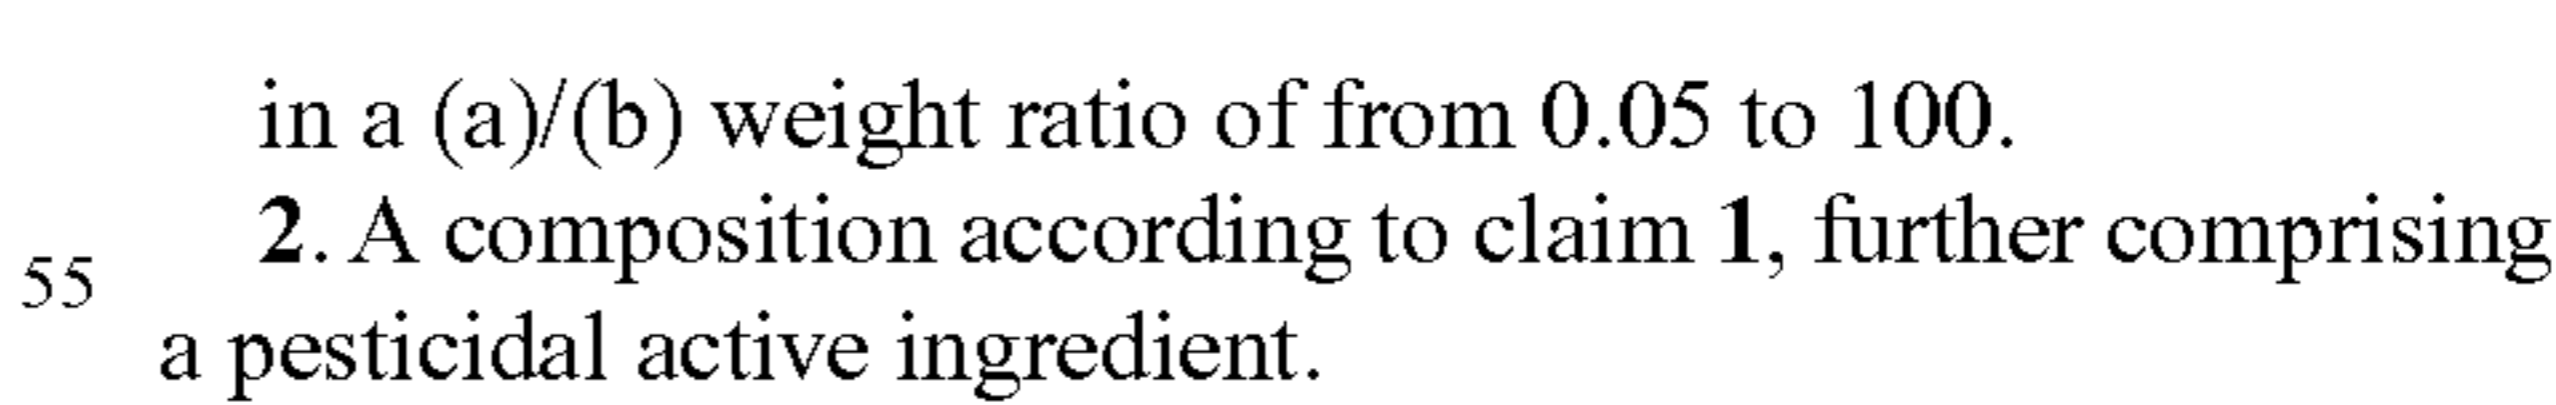 in a (a)/(b) weight ratio of from 0.05 to 100.
2. A composition according to claim 1, further comprising
55
a pesticidal active ingredient.